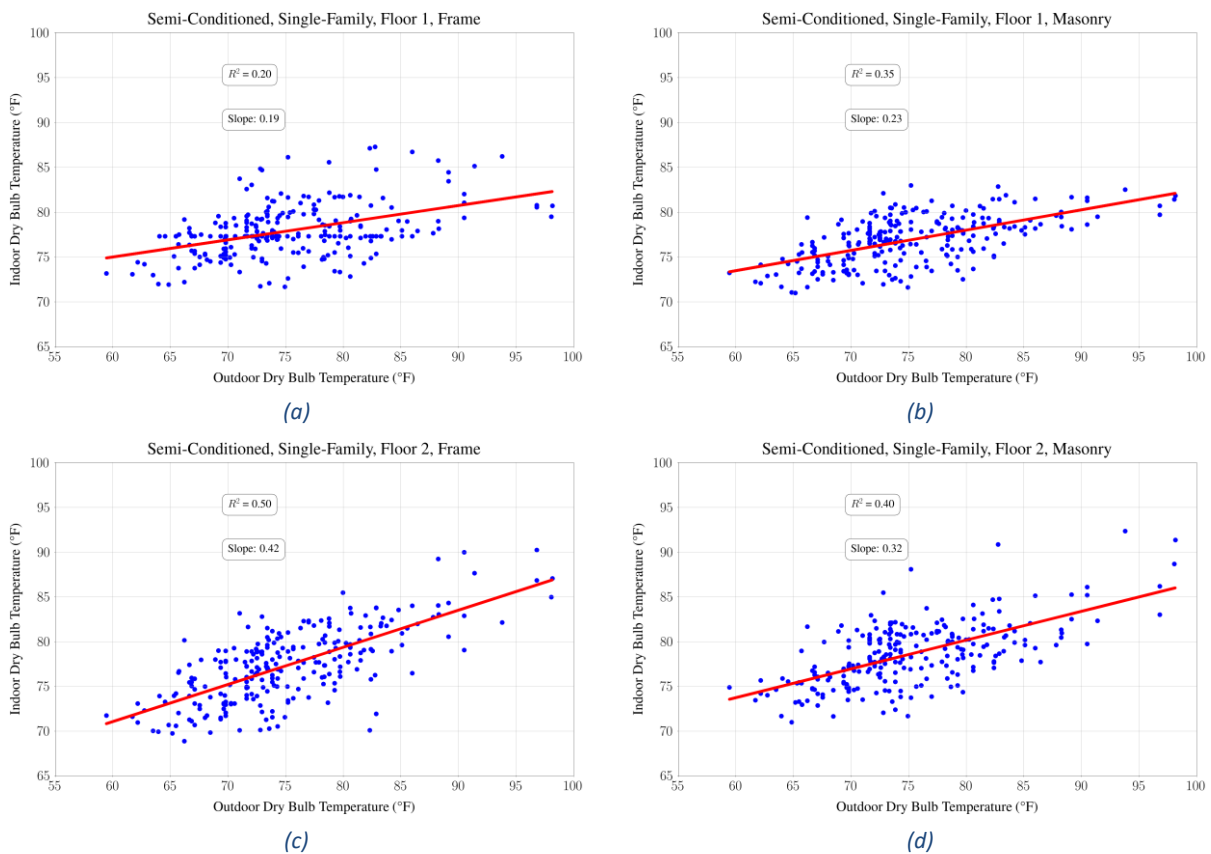 Semi-Conditioned, Single-Family, Floor 1, Frame
100
95
90
85
80
75
70
65
R² = 0.20
Slope: 0.19
Indoor Dry Bulb Temperature (°F)
55 60 65 70 75 80 85 90 95 100
Outdoor Dry Bulb Temperature (°F)
(a)
Semi-Conditioned, Single-Family, Floor 1, Masonry
100
95
90
85
80
75
70
65
R² = 0.35
Slope: 0.23
Indoor Dry Bulb Temperature (°F)
55 60 65 70 75 80 85 90 95 100
Outdoor Dry Bulb Temperature (°F)
(b)
Semi-Conditioned, Single-Family, Floor 2, Frame
100
95
90
85
80
75
70
65
R² = 0.50
Slope: 0.42
Indoor Dry Bulb Temperature (°F)
55 60 65 70 75 80 85 90 95 100
Outdoor Dry Bulb Temperature (°F)
(c)
Semi-Conditioned, Single-Family, Floor 2, Masonry
100
95
90
85
80
75
70
65
R² = 0.40
Slope: 0.32
Indoor Dry Bulb Temperature (°F)
55 60 65 70 75 80 85 90 95 100
Outdoor Dry Bulb Temperature (°F)
(d)